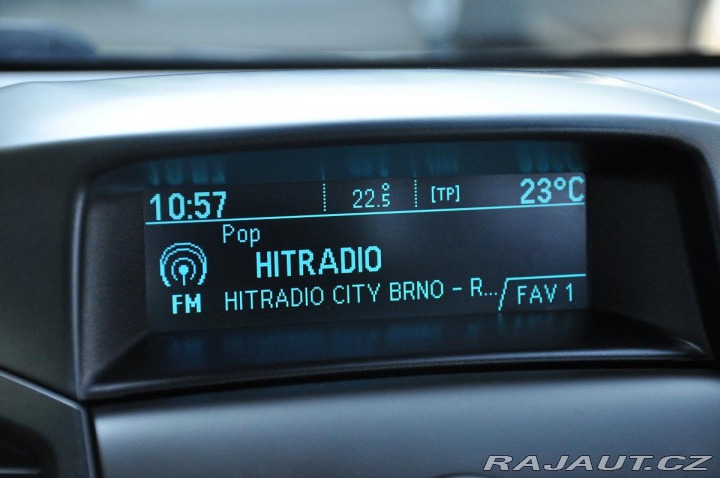 10:57 22.5° [TP] 23°C
Pop
HITRADIO
FM HITRADIO CITY BRNO - R... FAV 1
RAJAUT.CZ